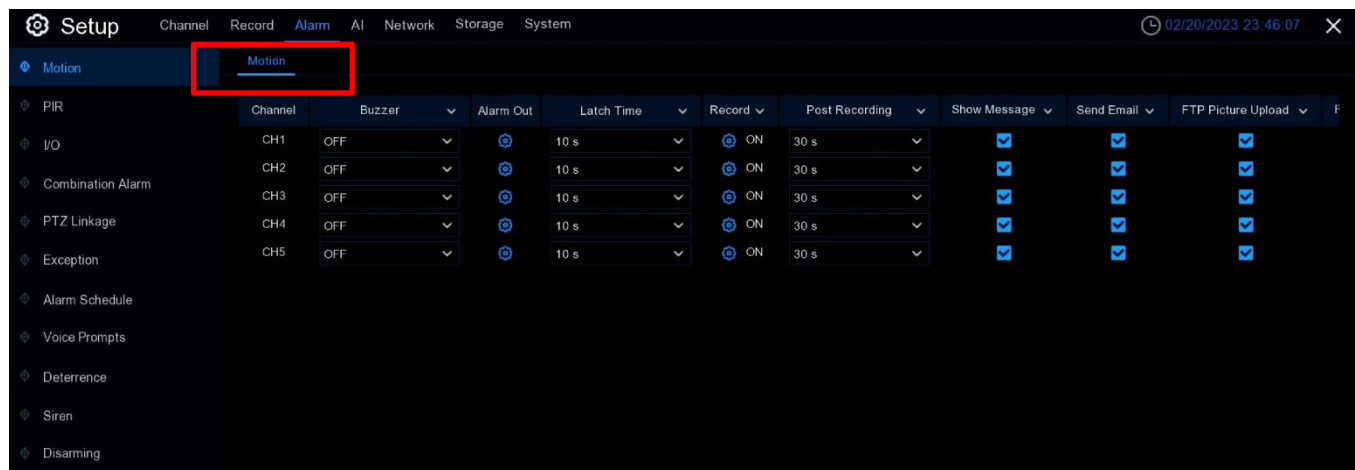 Setup Channel Record Alarm AI Network Storage System 02/20/2023 23:46:07
Motion
PIR
I/O
Combination Alarm
PTZ Linkage
Exception
Alarm Schedule
Voice Prompts
Deterrence
Siren
Disarming
Motion
Channel Buzzer Alarm Out Latch Time Record Post Recording Show Message Send Email FTP Picture Upload F
CH1 OFF 10 s ON 30 s
CH2 OFF 10 s ON 30 s
CH3 OFF 10 s ON 30 s
CH4 OFF 10 s ON 30 s
CH5 OFF 10 s ON 30 s